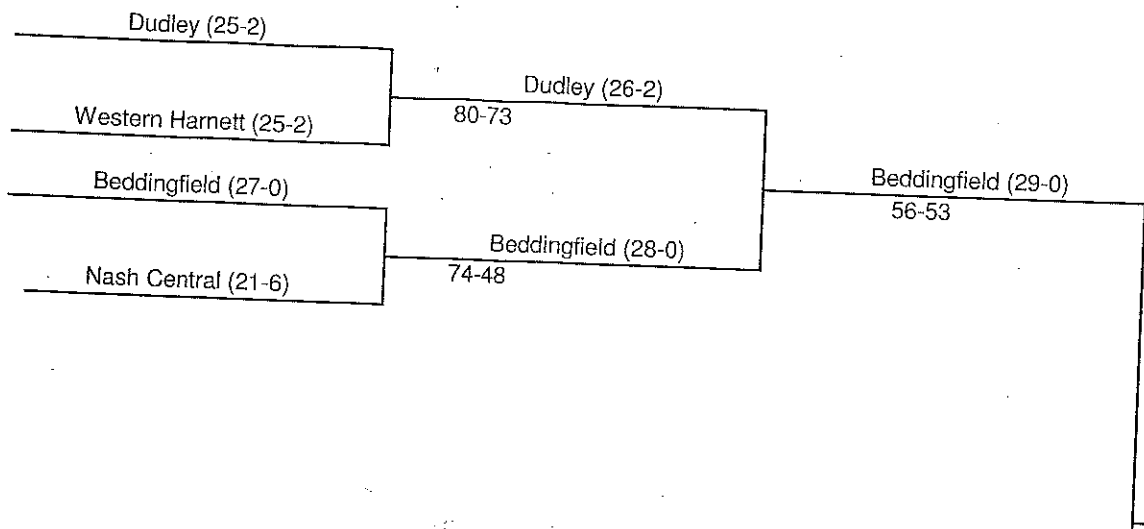 Dudley (25-2)
Western Harnett (25-2)
Beddingfield (27-0)
Nash Central (21-6)
Dudley (26-2)
80-73
Beddingfield (28-0)
74-48
Beddingfield (29-0)
56-53